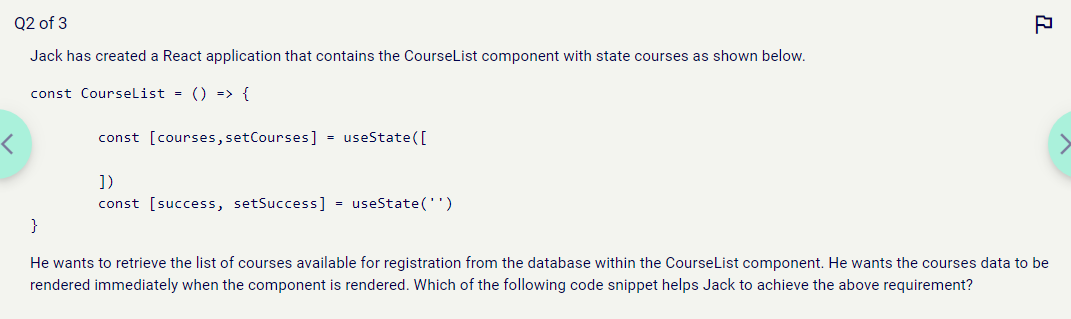 Q2 of 3
Jack has created a React application that contains the CourseList component with state courses as shown below.
const CourseList = () => {
const [courses,setCourses] = useState([
])
const [success, setSuccess] = useState('')
}
He wants to retrieve the list of courses available for registration from the database within the CourseList component. He wants the courses data to be
rendered immediately when the component is rendered. Which of the following code snippet helps Jack to achieve the above requirement?